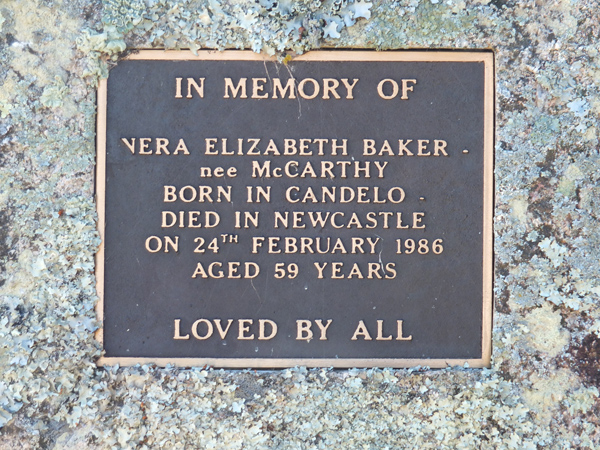 IN MEMORY OF
VERA ELIZABETH BAKER -
nee McCARTHY
BORN IN CANDELO -
DIED IN NEWCASTLE
ON 24TH FEBRUARY 1986
AGED 59 YEARS
LOVED BY ALL